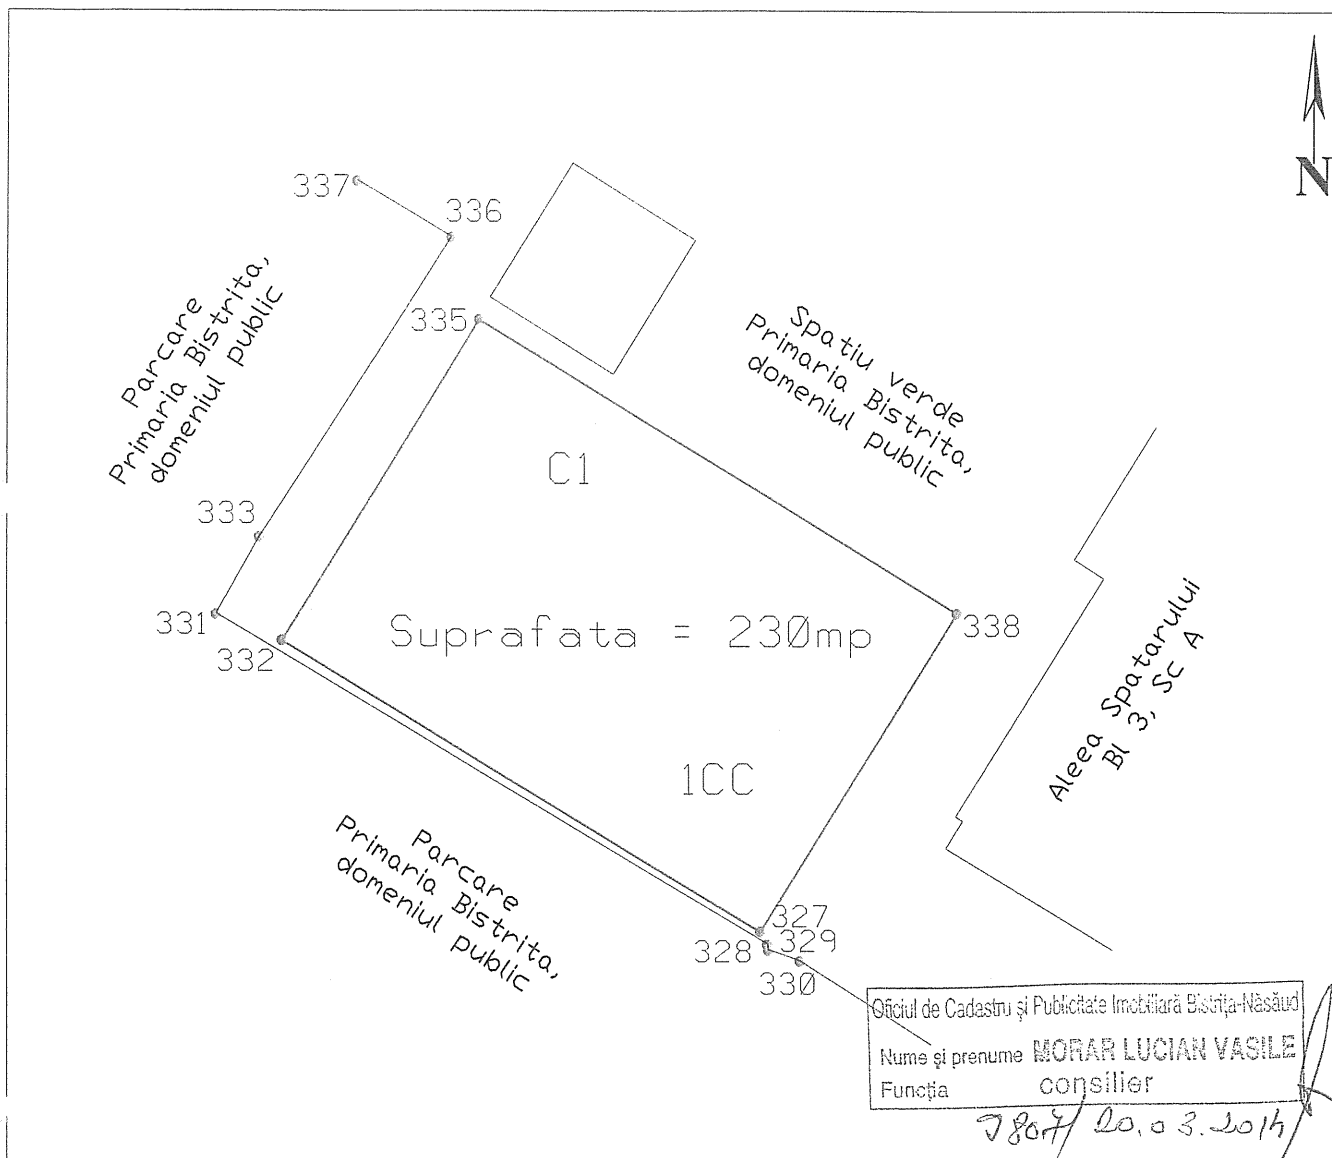 N
337
336
335
Parcare
Primaria Bistrita,
domeniul public
Spatiu verde
Primaria Bistrita,
domeniul public
C1
333
331
332
Suprafata = 230mp
338
Aleea Spatarului
Bl 3, SC A
1CC
Parcare
Primaria Bistrita,
domeniul public
327
329
328
330
Oficiul de Cadastru și Publicitate Imobiliară Bistrița-Năsăud
Nume și prenume MORAR LUCIAN VASILE
Funcția consilier
9807/ 20.03.2014